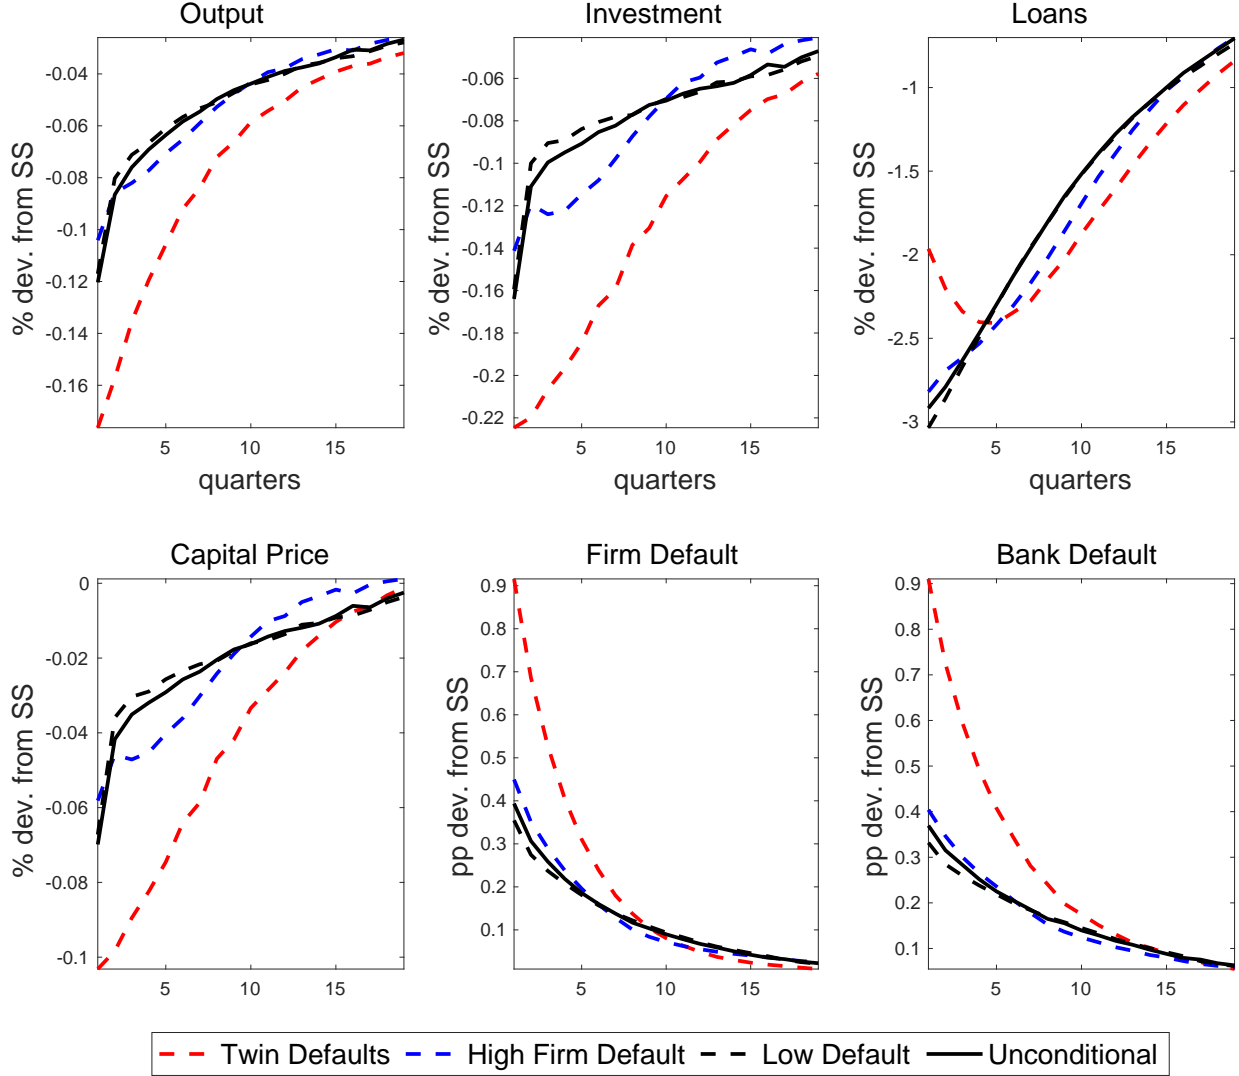 Output
Investment
Loans
-0.04
-0.06
-0.08
-0.1
-0.12
-0.14
-0.16
% dev. from SS
5 10 15
quarters
-0.06
-0.08
-0.1
-0.12
-0.14
-0.16
-0.18
-0.2
-0.22
% dev. from SS
5 10 15
quarters
-1
-1.5
-2
-2.5
-3
% dev. from SS
5 10 15
quarters
Capital Price
Firm Default
Bank Default
0
-0.02
-0.04
-0.06
-0.08
-0.1
% dev. from SS
5 10 15
0.9
0.8
0.7
0.6
0.5
0.4
0.3
0.2
0.1
pp dev. from SS
5 10 15
0.9
0.8
0.7
0.6
0.5
0.4
0.3
0.2
0.1
pp dev. from SS
5 10 15
Twin Defaults High Firm Default Low Default Unconditional